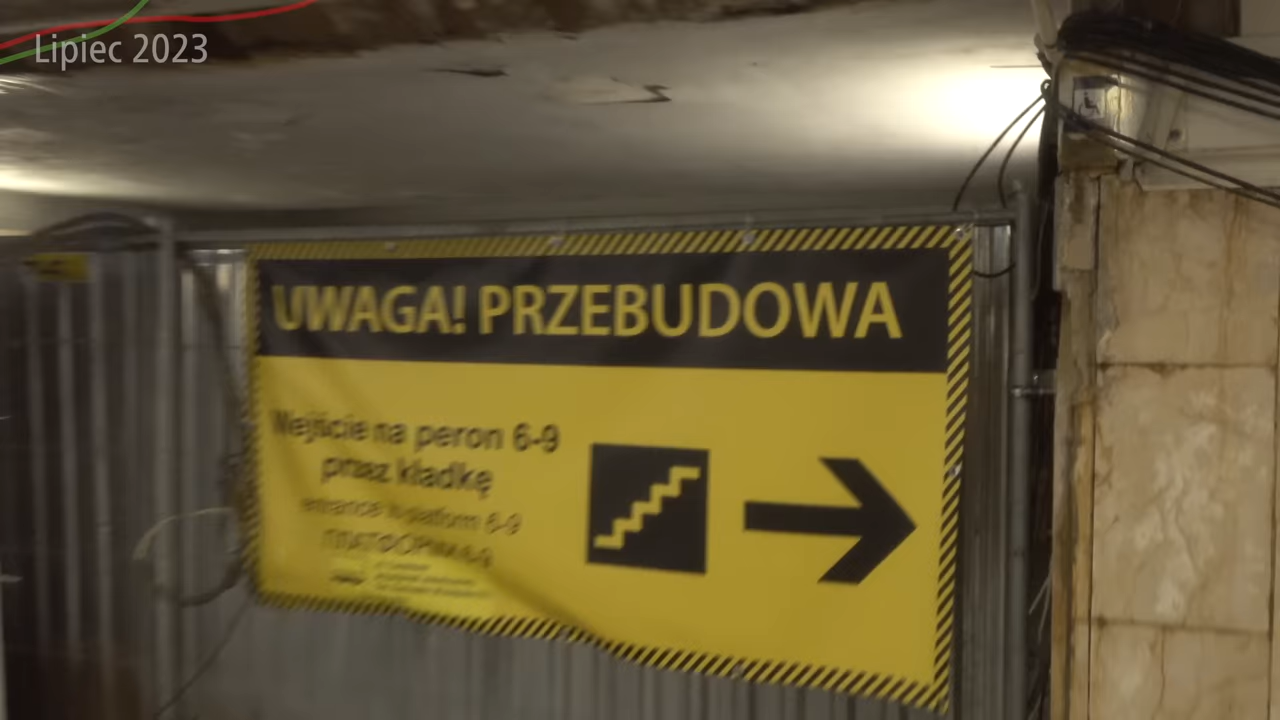 Lipiec 2023
UWAGA! PRZEBUDOWA
Wejście na peron 6-9
przez kładkę
entrance to platform 6-9
ПЛАТФОРМИ 6-9